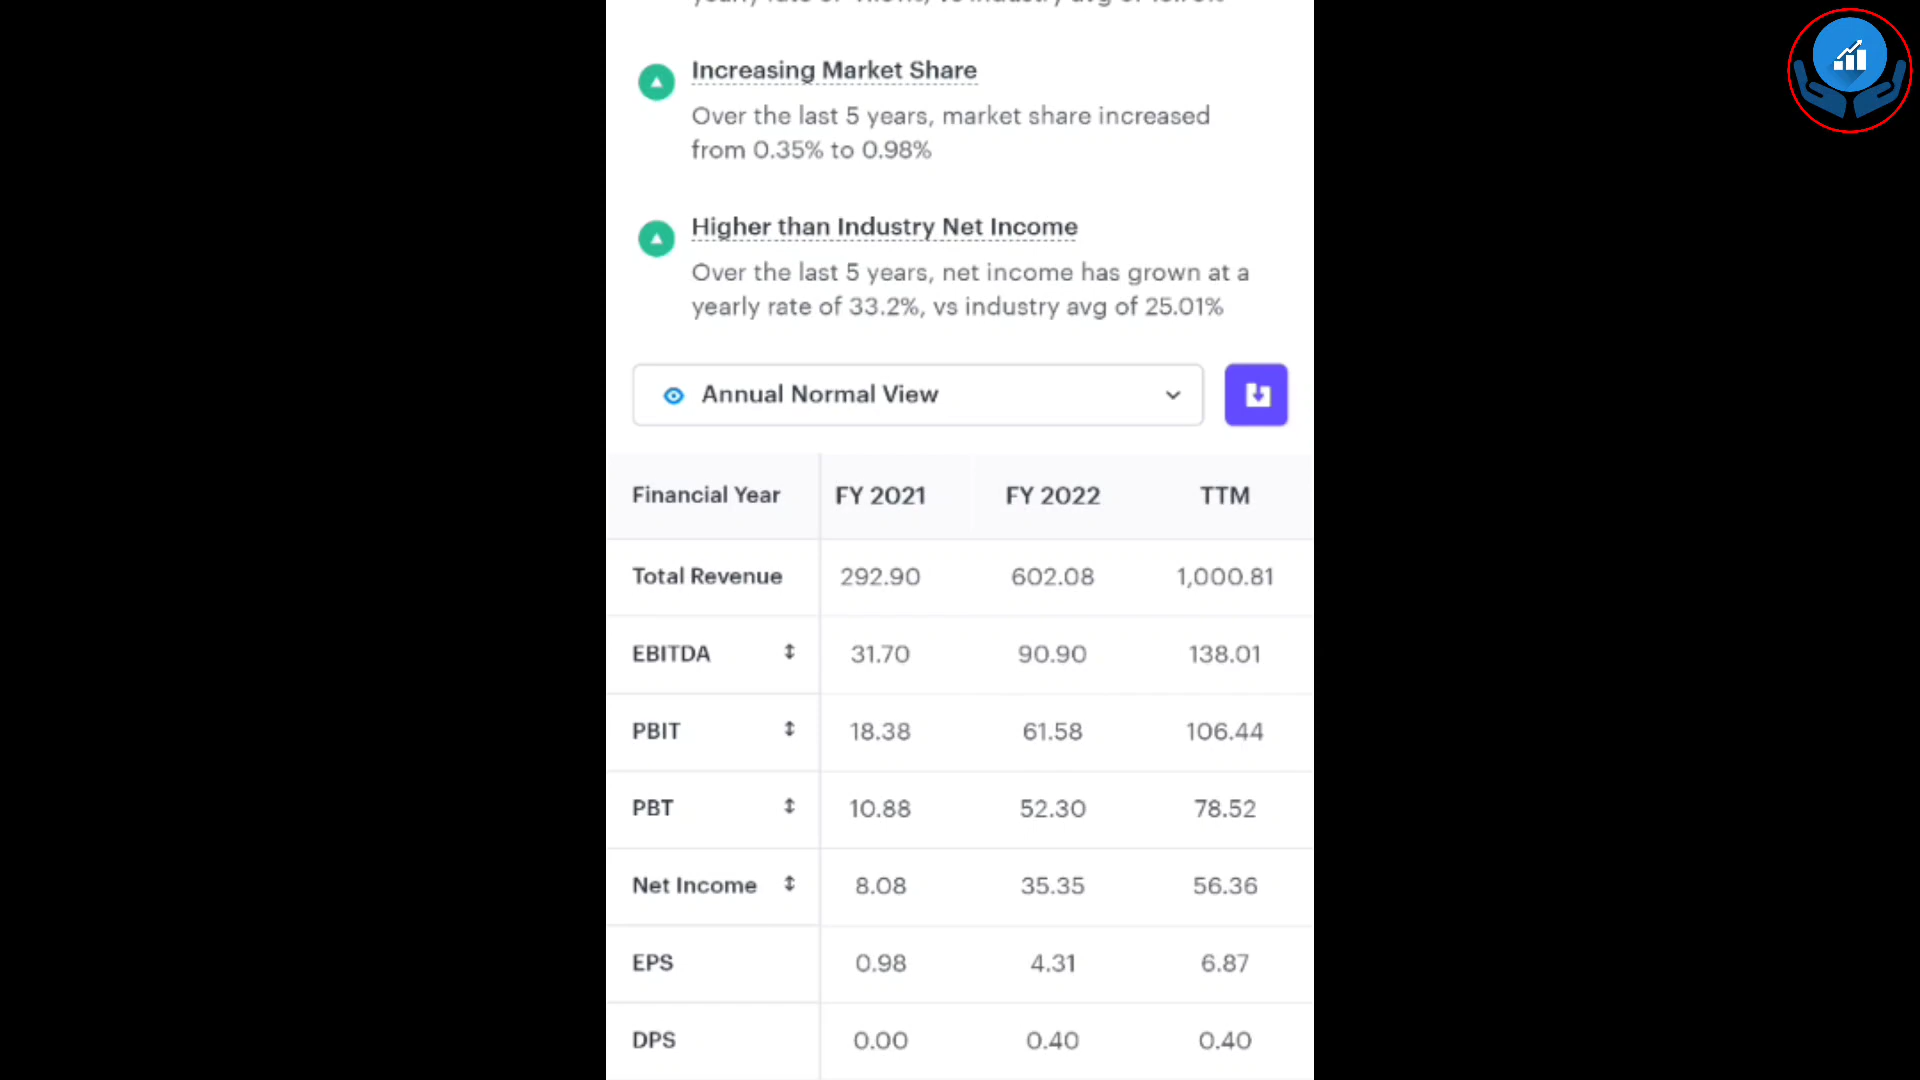 Increasing Market Share
Over the last 5 years, market share increased
from 0.35% to 0.98%
Higher than Industry Net Income
Over the last 5 years, net income has grown at a
yearly rate of 33.2%, vs industry avg of 25.01%
Annual Normal View
Financial Year FY 2021 FY 2022 TTM
Total Revenue 292.90 602.08 1,000.81
EBITDA 31.70 90.90 138.01
PBIT 18.38 61.58 106.44
PBT 10.88 52.30 78.52
Net Income 8.08 35.35 56.36
EPS 0.98 4.31 6.87
DPS 0.00 0.40 0.40